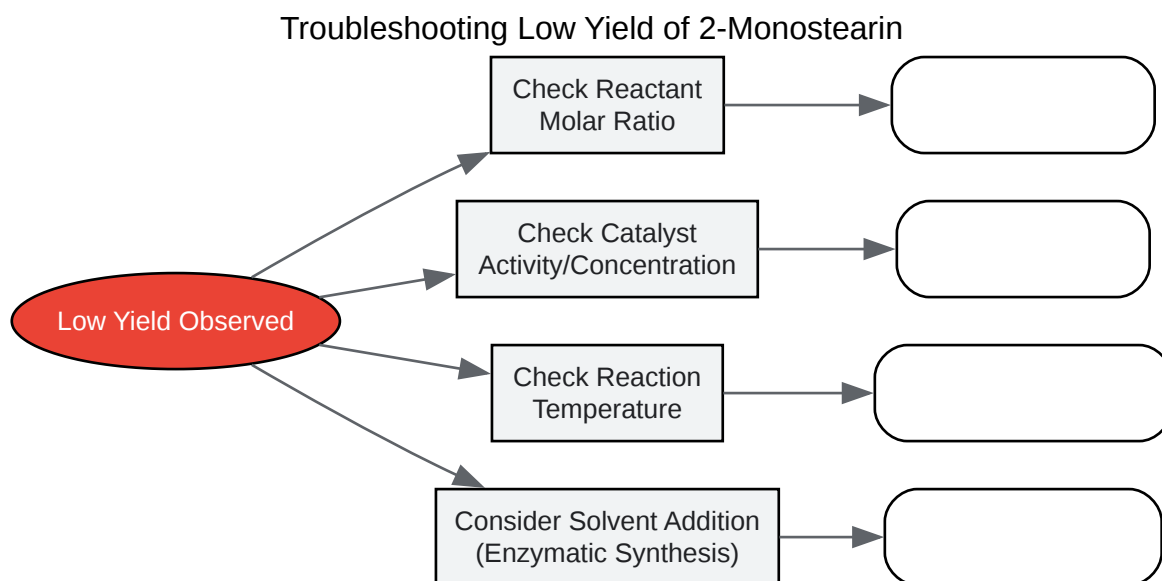 Troubleshooting Low Yield of 2-Monostearin
Check Reactant
Molar Ratio
Check Catalyst
Activity/Concentration
Low Yield Observed
Check Reaction
Temperature
Consider Solvent Addition
(Enzymatic Synthesis)